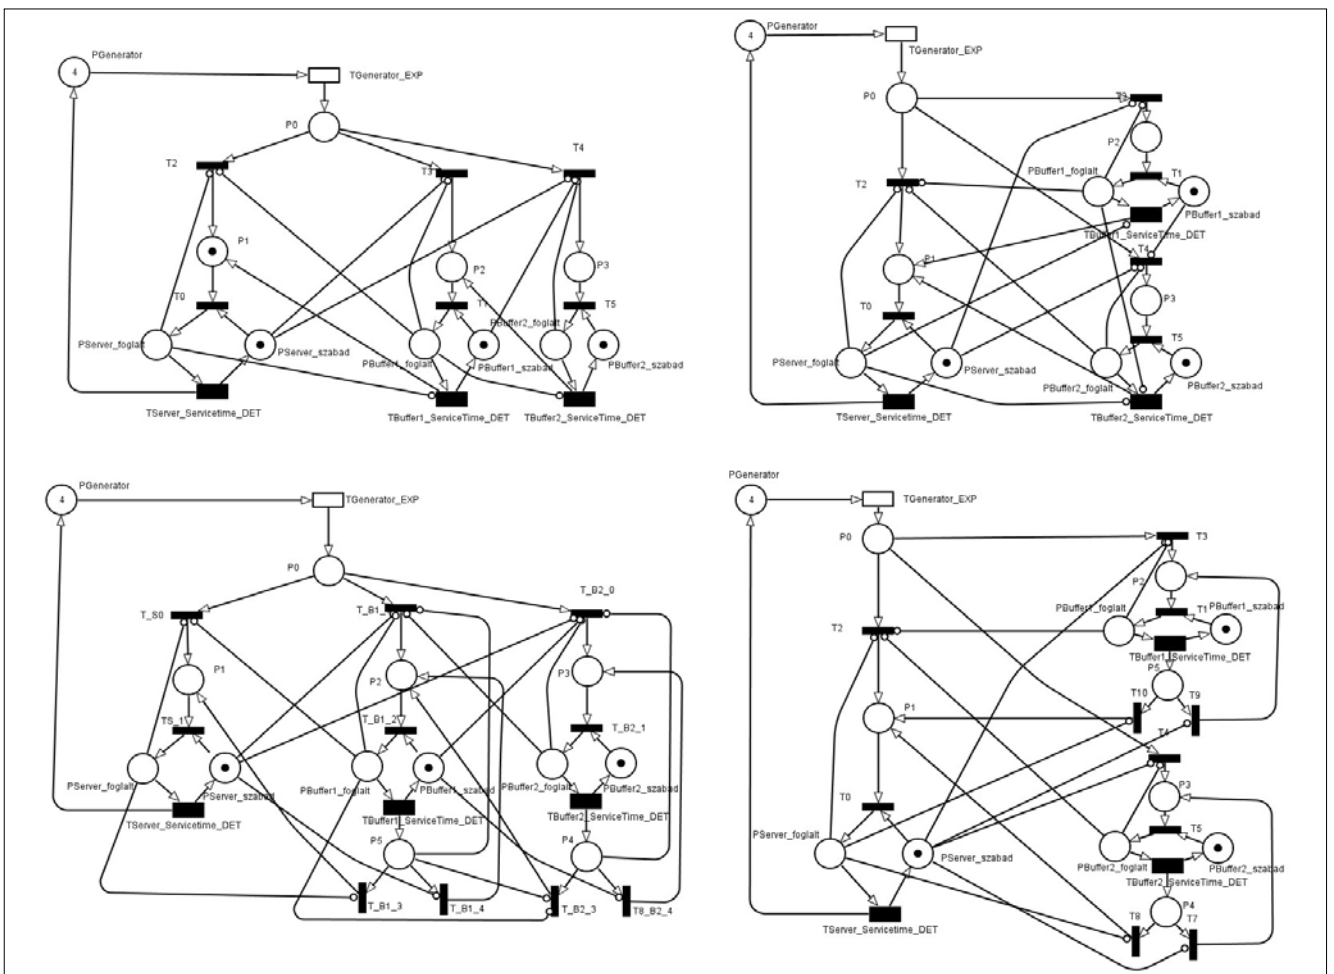 PGenerator
4
TGenerator_EXP
P0
T2
T3
T4
P1
P2
P3
T0
T5
PServer_foglalt
PServer_szabad
PBuffer1_foglalt
PBuffer1_szabad
PBuffer2_foglalt
PBuffer2_szabad
TServer_Servicetime_DET
TBuffer1_ServiceTime_DET
TBuffer2_ServiceTime_DET
PGenerator
4
TGenerator_EXP
P0
P2
PBuffer1_foglalt
T1
T2
PBuffer1_szabad
TBuffer1_ServiceTime_DET
T4
P1
P3
T0
T5
PServer_foglalt
PServer_szabad
PBuffer2_foglalt
PBuffer2_szabad
TServer_Servicetime_DET
TBuffer2_ServiceTime_DET
PGenerator
4
TGenerator_EXP
P0
T_S0
T_B2_0
P1
P2
P3
TS_1
T_B1_2
T_B2_1
PServer_foglalt
PServer_szabad
PBuffer1_foglalt
PBuffer1_szabad
PBuffer2_foglalt
PBuffer2_szabad
TServer_Servicetime_DET
TBuffer1_ServiceTime_DET
TBuffer2_ServiceTime_DET
P5
P4
T_B1_3
T_B1_4
T_B2_3
T8_B2_4
PGenerator
4
TGenerator_EXP
P0
T3
P2
PBuffer1_foglalt
T1
PBuffer1_szabad
T2
TBuffer1_ServiceTime_DET
P5
T10
T9
P1
T4
P3
T0
T5
PServer_foglalt
PServer_szabad
PBuffer2_foglalt
PBuffer2_szabad
TBuffer2_ServiceTime_DET
P4
T8
T7
TServer_Servicetime_DET